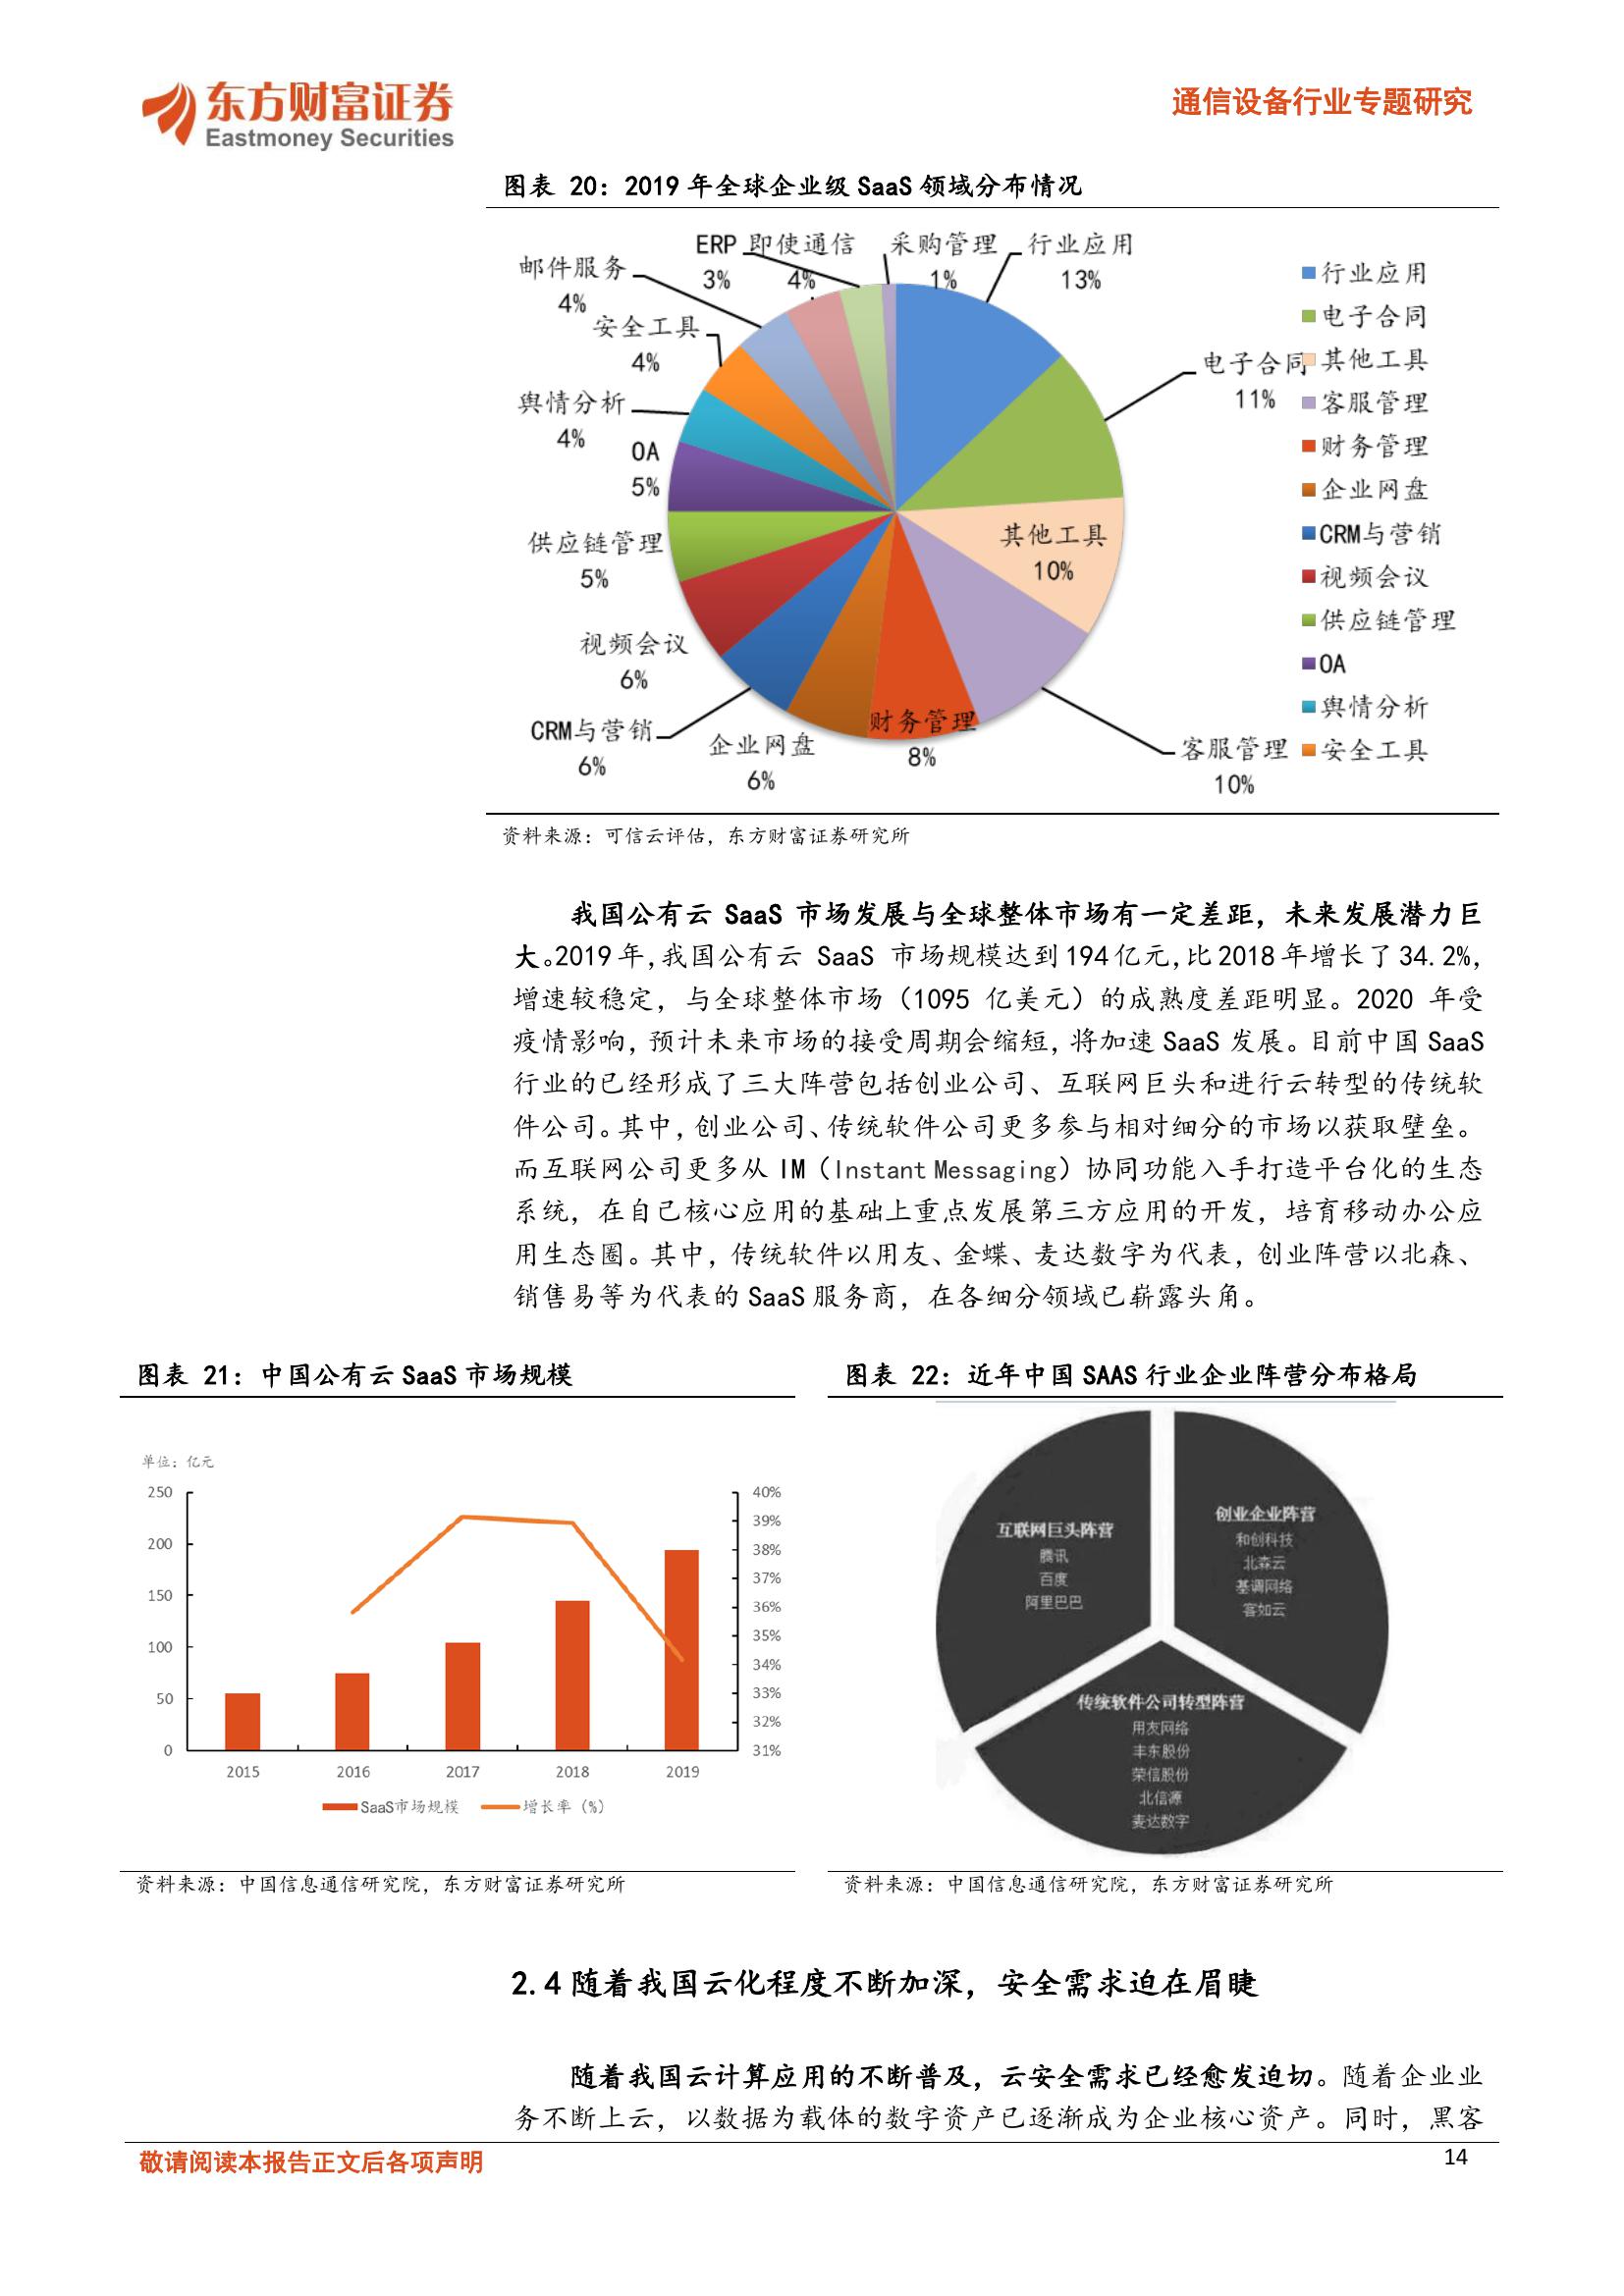 东方财富证券
Eastmoney Securities
通信设备行业专题研究
图表 20：2019 年全球企业级 SaaS 领域分布情况
ERP
3%
即使通信
4%
采购管理
1%
行业应用
13%
邮件服务
4%
安全工具
4%
电子合同
11%
舆情分析
4%
OA
5%
其他工具
10%
供应链管理
5%
视频会议
6%
CRM与营销
6%
企业网盘
6%
财务管理
8%
客服管理
10%
行业应用
电子合同
其他工具
客服管理
财务管理
企业网盘
CRM与营销
视频会议
供应链管理
OA
舆情分析
安全工具
资料来源：可信云评估，东方财富证券研究所
我国公有云 SaaS 市场发展与全球整体市场有一定差距，未来发展潜力巨
大。2019年，我国公有云 SaaS 市场规模达到194亿元，比2018年增长了34.2%，
增速较稳定，与全球整体市场（1095 亿美元）的成熟度差距明显。2020 年受
疫情影响，预计未来市场的接受周期会缩短，将加速 SaaS 发展。目前中国 SaaS
行业的已经形成了三大阵营包括创业公司、互联网巨头和进行云转型的传统软
件公司。其中，创业公司、传统软件公司更多参与相对细分的市场以获取壁垒。
而互联网公司更多从 IM（Instant Messaging）协同功能入手打造平台化的生态
系统，在自己核心应用的基础上重点发展第三方应用的开发，培育移动办公应
用生态圈。其中，传统软件以用友、金蝶、麦达数字为代表，创业阵营以北森、
销售易等为代表的 SaaS 服务商，在各细分领域已崭露头角。
图表 21：中国公有云 SaaS 市场规模
单位：亿元
250
200
150
100
50
0
40%
39%
38%
37%
36%
35%
34%
33%
32%
31%
2015 2016 2017 2018 2019
SaaS市场规模 增长率（%）
资料来源：中国信息通信研究院，东方财富证券研究所
图表 22：近年中国 SAAS 行业企业阵营分布格局
互联网巨头阵营
腾讯
百度
阿里巴巴
创业企业阵营
和创科技
北森云
基调网络
客如云
传统软件公司转型阵营
用友网络
丰东股份
荣信股份
北信源
麦达数字
资料来源：中国信息通信研究院，东方财富证券研究所
2.4 随着我国云化程度不断加深，安全需求迫在眉睫
随着我国云计算应用的不断普及，云安全需求已经愈发迫切。随着企业业
务不断上云，以数据为载体的数字资产已逐渐成为企业核心资产。同时，黑客
敬请阅读本报告正文后各项声明
14